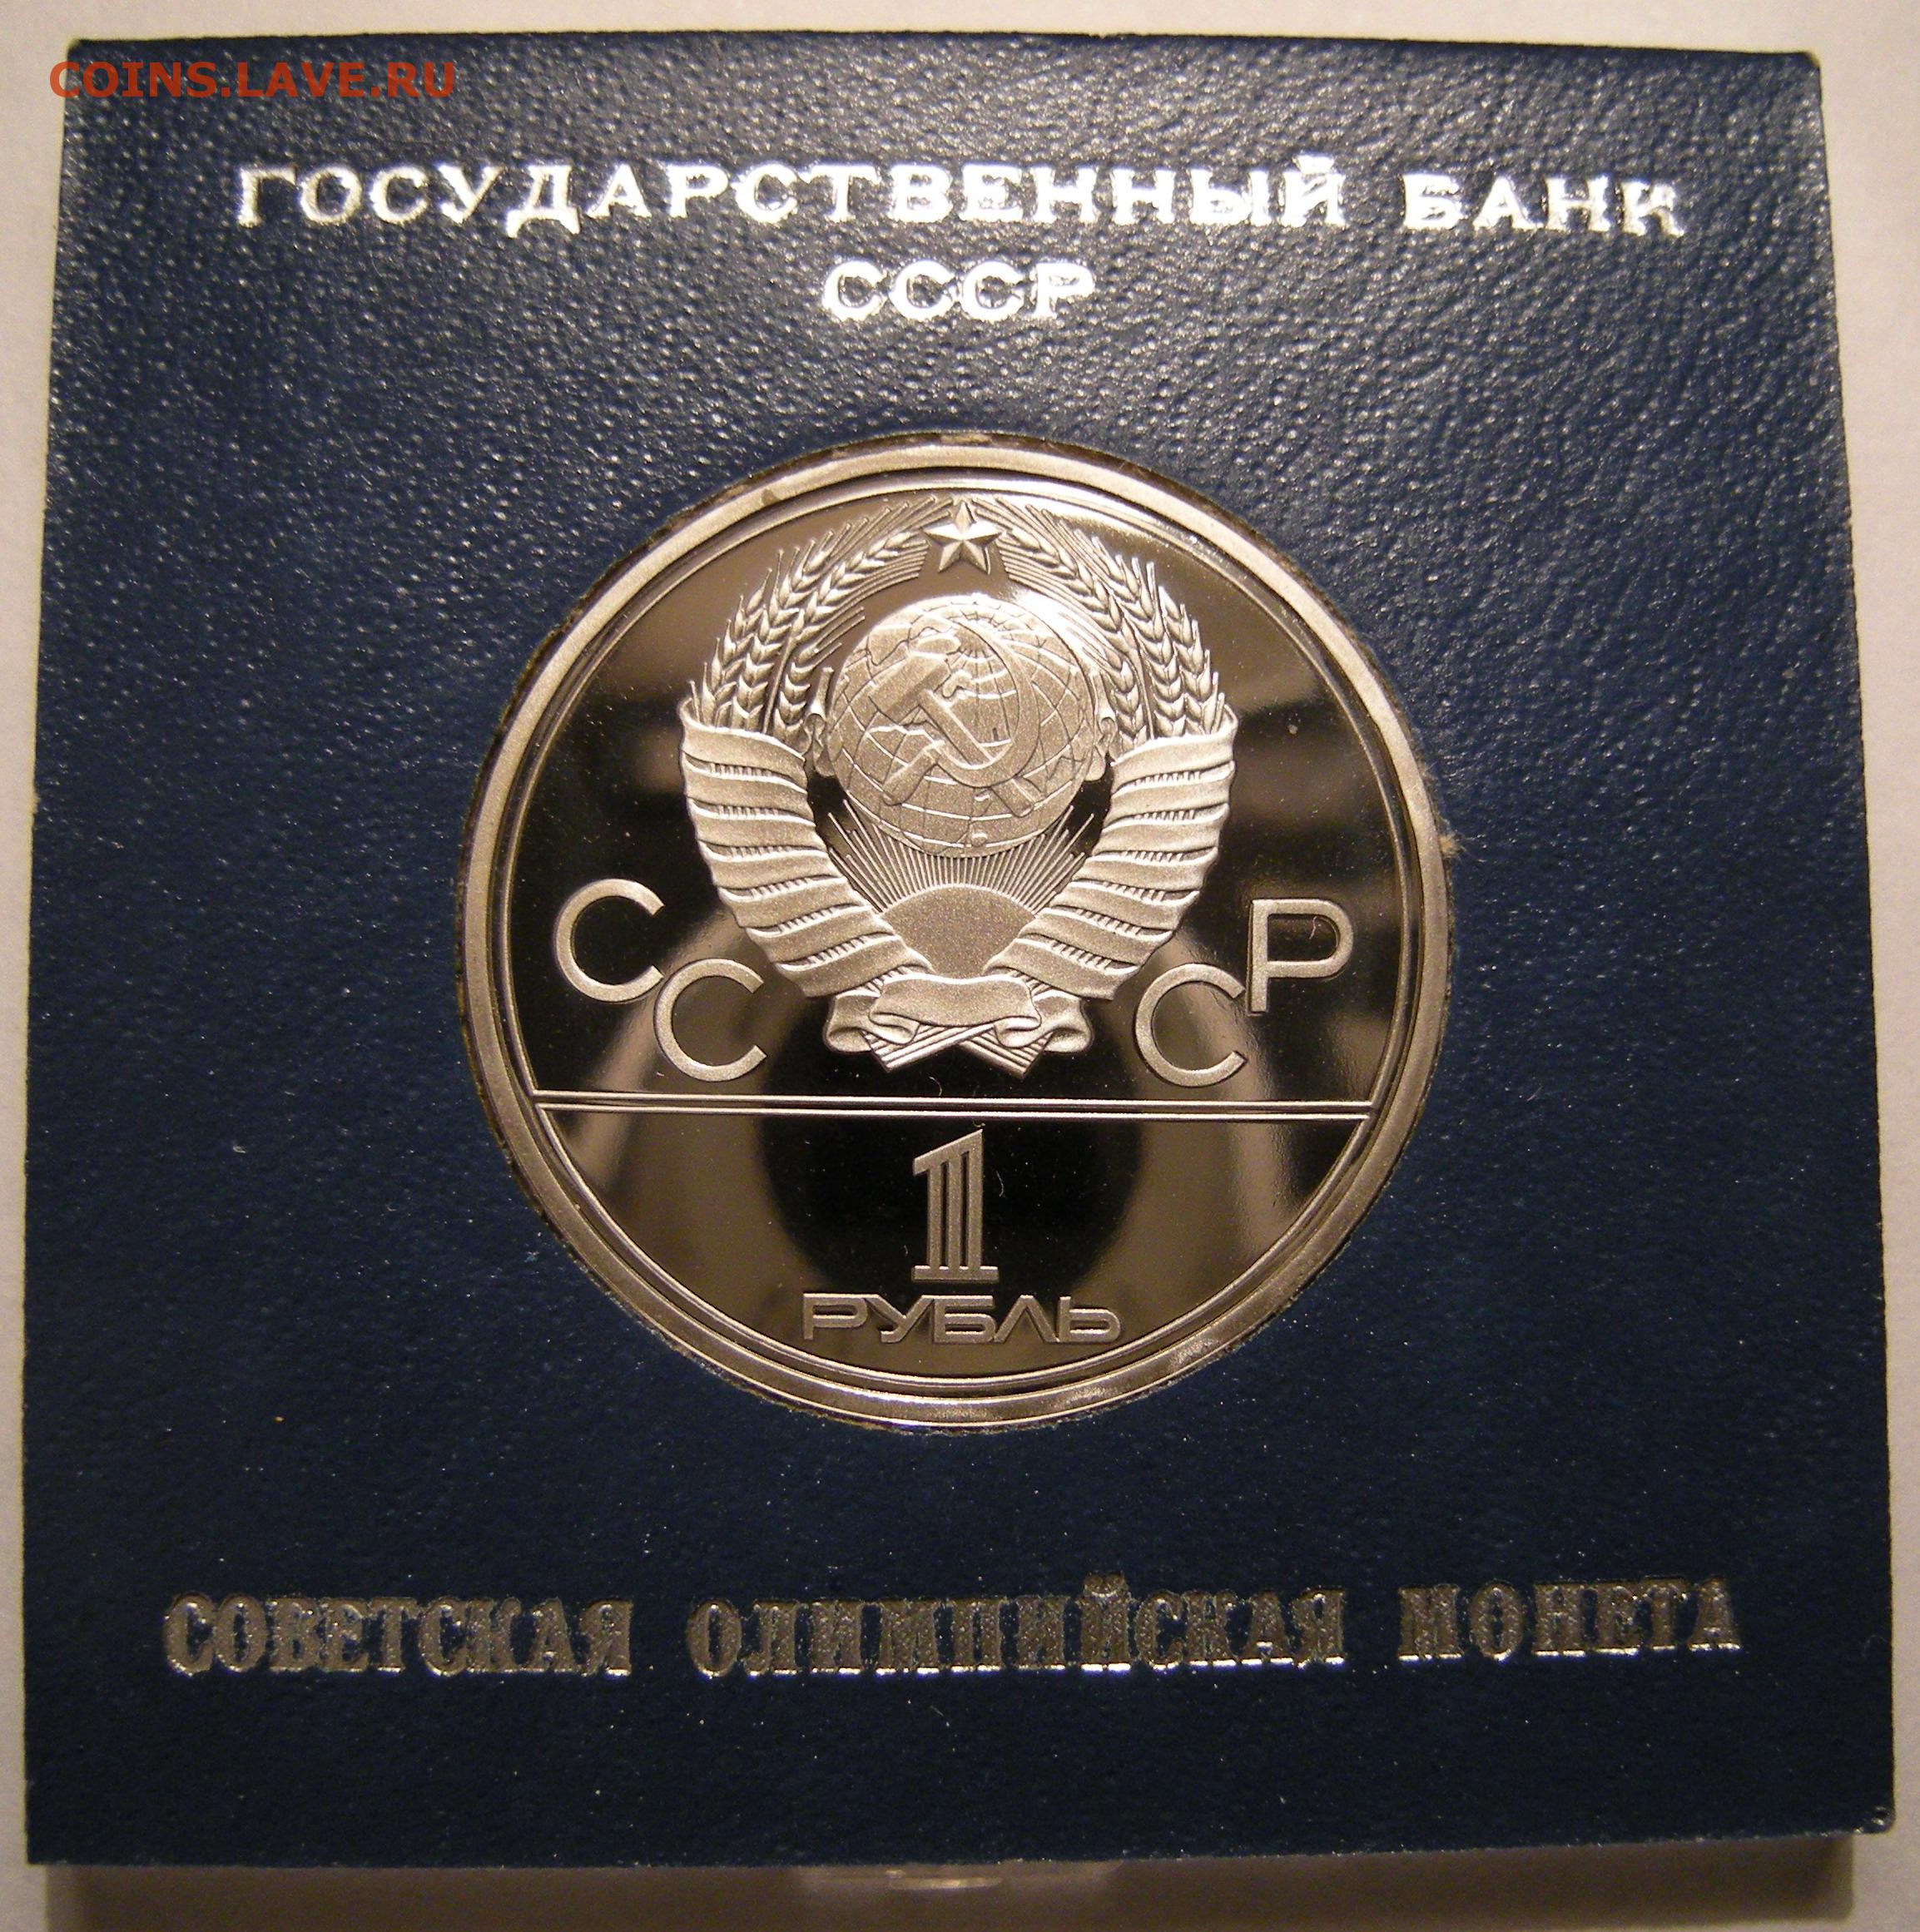 COINS.LAVE.RU
ГОСУДАРСТВЕННЫЙ БАНК
СССР
СССР
1
РУБЛЬ
СОВЕТСКАЯ ОЛИМПИЙСКАЯ МОНЕТА